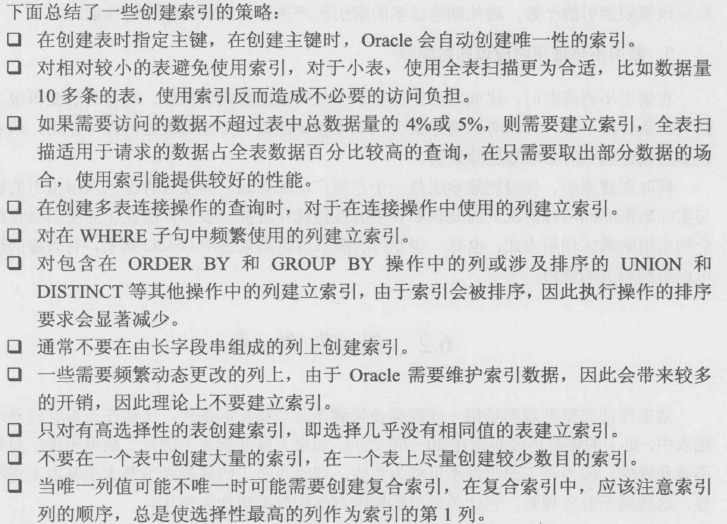 下面总结了一些创建索引的策略：
❑ 在创建表时指定主键，在创建主键时，Oracle 会自动创建唯一性的索引。
❑ 对相对较小的表避免使用索引，对于小表，使用全表扫描更为合适，比如数据量
10 多条的表，使用索引反而造成不必要的访问负担。
❑ 如果需要访问的数据不超过表中总数据量的 4%或 5%，则需要建立索引，全表扫
描适用于请求的数据占全表数据百分比较高的查询，在只需要取出部分数据的场
合，使用索引能提供较好的性能。
❑ 在创建多表连接操作的查询时，对于在连接操作中使用的列建立索引。
❑ 对在 WHERE 子句中频繁使用的列建立索引。
❑ 对包含在 ORDER BY 和 GROUP BY 操作中的列或涉及排序的 UNION 和
DISTINCT 等其他操作中的列建立索引，由于索引会被排序，因此执行操作的排序
要求会显著减少。
❑ 通常不要在由长字段串组成的列上创建索引。
❑ 一些需要频繁动态更改的列上，由于 Oracle 需要维护索引数据，因此会带来较多
的开销，因此理论上不要建立索引。
❑ 只对有高选择性的表创建索引，即选择几乎没有相同值的表建立索引。
❑ 不要在一个表中创建大量的索引，在一个表上尽量创建较少数目的索引。
❑ 当唯一列值可能不唯一时可能需要创建复合索引，在复合索引中，应该注意索引
列的顺序，总是使选择性最高的列作为索引的第 1 列。